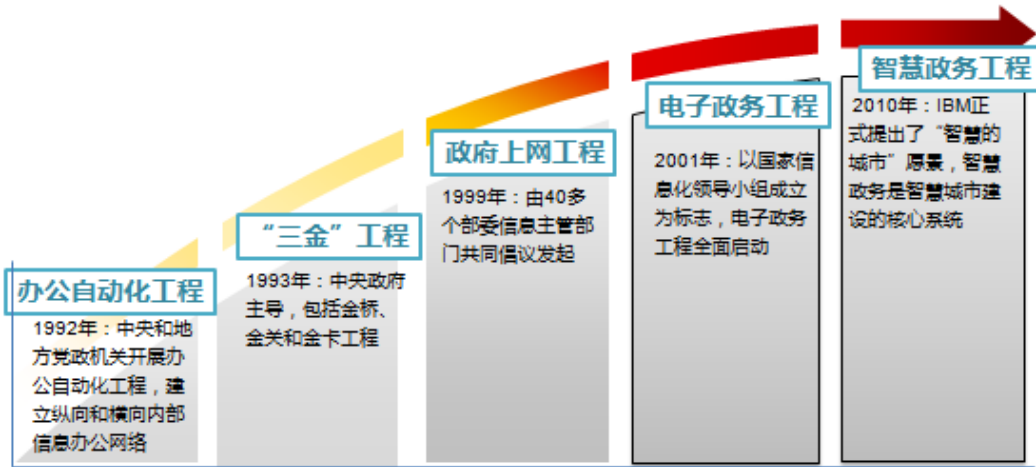 办公自动化工程
1992年：中央和地
方党政机关开展办
公自动化工程，建
立纵向和横向内部
信息办公网络
“三金”工程
1993年：中央政府
主导，包括金桥、
金关和金卡工程
政府上网工程
1999年：由40多
个部委信息主管部
门共同倡议发起
电子政务工程
2001年：以国家信
息化领导小组成立
为标志，电子政务
工程全面启动
智慧政务工程
2010年：IBM正
式提出了“智慧的
城市”愿景，智慧
政务是智慧城市建
设的核心系统